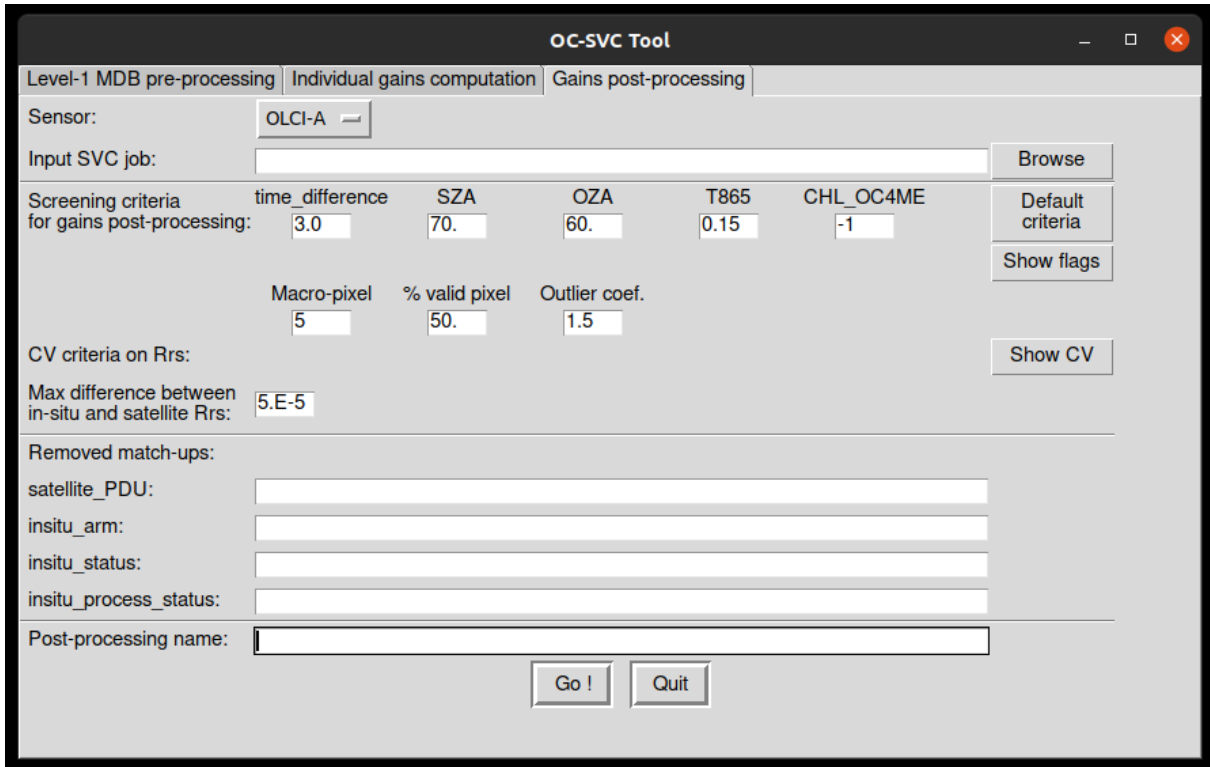 OC-SVC Tool
Level-1 MDB pre-processing Individual gains computation Gains post-processing
Sensor: OLCI-A
Input SVC job: Browse
Screening criteria
for gains post-processing:
time_difference SZA OZA T865 CHL_OC4ME
3.0 70. 60. 0.15 -1
Default
criteria
Show flags
Macro-pixel % valid pixel Outlier coef.
5 50. 1.5
CV criteria on Rrs: Show CV
Max difference between
in-situ and satellite Rrs:
5.E-5
Removed match-ups:
satellite_PDU:
insitu_arm:
insitu_status:
insitu_process_status:
Post-processing name:
Go ! Quit